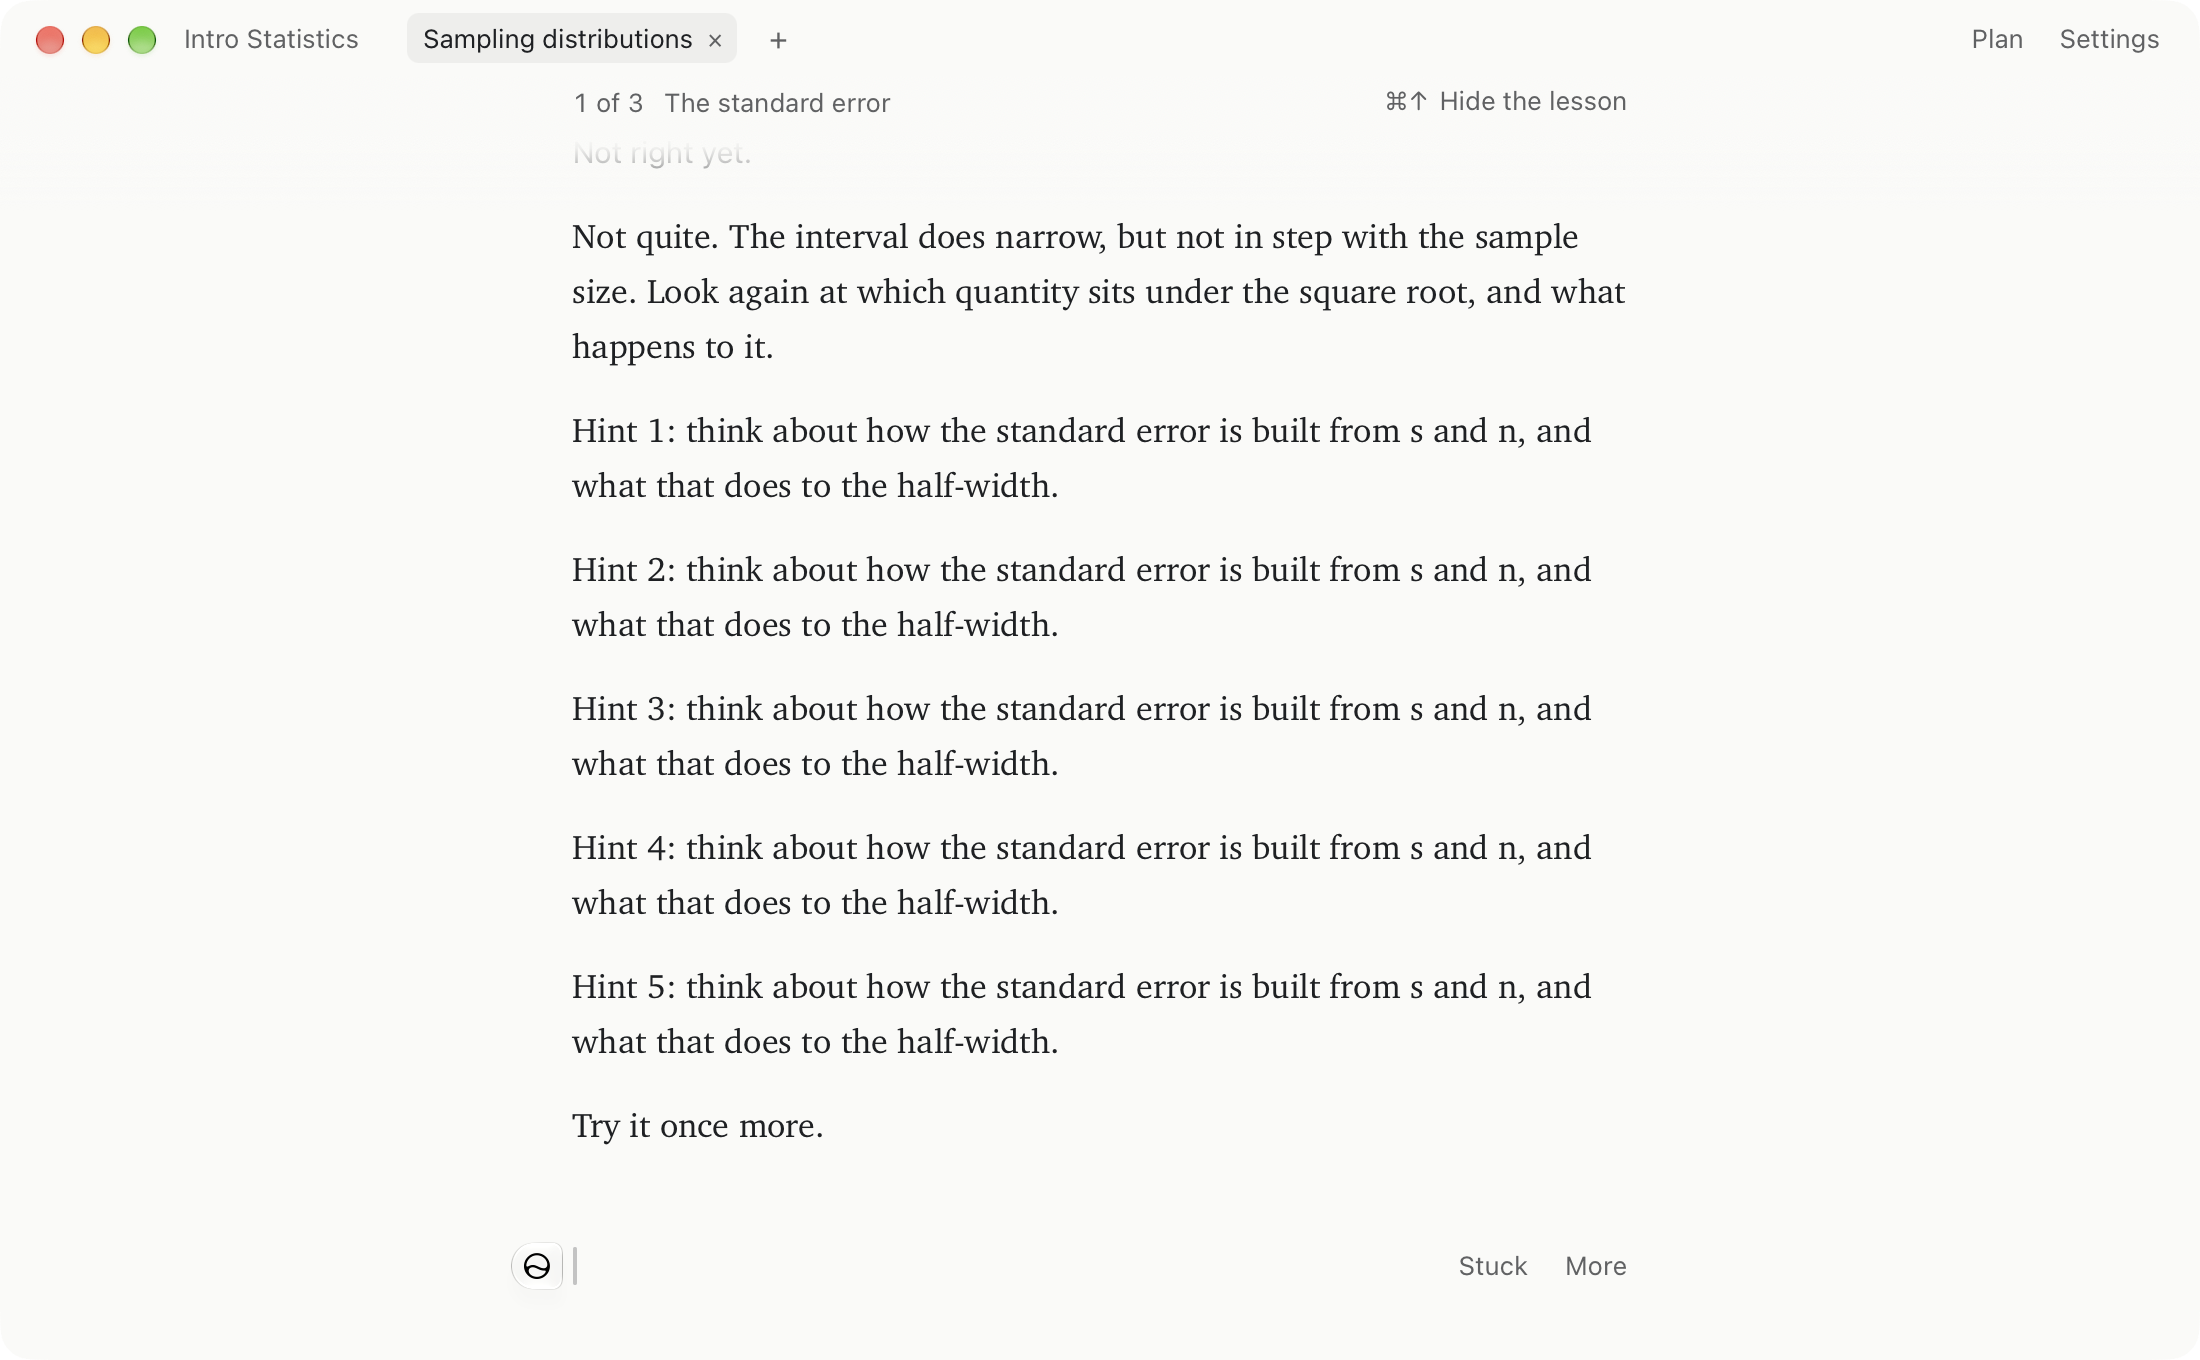 Intro Statistics
Sampling distributions ×
+
Plan
Settings
1 of 3 The standard error
⌘↑ Hide the lesson
Not right yet.
Not quite. The interval does narrow, but not in step with the sample
size. Look again at which quantity sits under the square root, and what
happens to it.
Hint 1: think about how the standard error is built from s and n, and
what that does to the half-width.
Hint 2: think about how the standard error is built from s and n, and
what that does to the half-width.
Hint 3: think about how the standard error is built from s and n, and
what that does to the half-width.
Hint 4: think about how the standard error is built from s and n, and
what that does to the half-width.
Hint 5: think about how the standard error is built from s and n, and
what that does to the half-width.
Try it once more.
Stuck
More